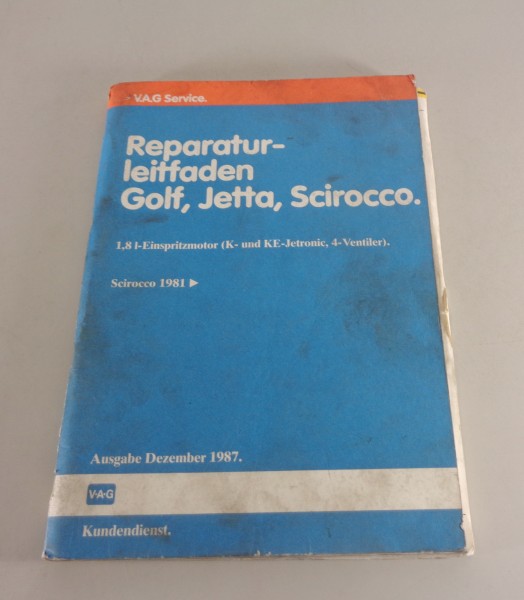 V.A.G Service.
Reparatur-
leitfaden
Golf, Jetta, Scirocco.
1,8 l-Einspritzmotor (K- und KE-Jetronic, 4-Ventiler).
Scirocco 1981 ►
Ausgabe Dezember 1987.
V·A·G
Kundendienst.